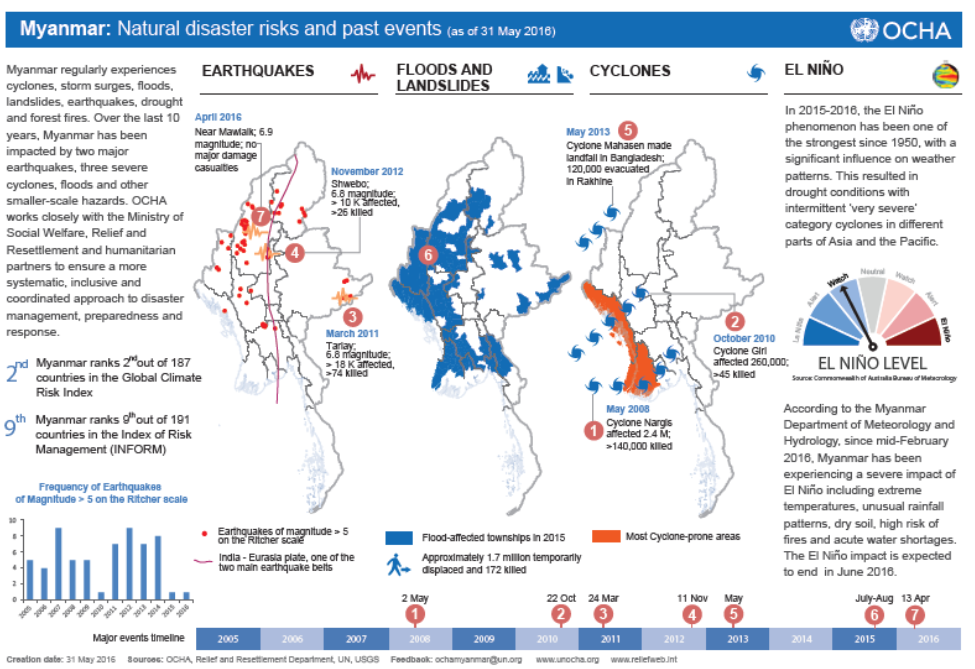 Myanmar: Natural disaster risks and past events (as of 31 May 2016)
OCHA
Myanmar regularly experiences
cyclones, storm surges, floods,
landslides, earthquakes, drought
and forest fires. Over the last 10
years, Myanmar has been
impacted by two major
earthquakes, three severe
cyclones, floods and other
smaller-scale hazards. OCHA
works closely with the Ministry of
Social Welfare, Relief and
Resettlement and humanitarian
partners to ensure a more
systematic, inclusive and
coordinated approach to disaster
management, preparedness and
response.
2nd
Myanmar ranks 2nd out of 187
countries in the Global Climate
Risk Index
9th
Myanmar ranks 9th out of 191
countries in the Index of Risk
Management (INFORM)
Frequency of Earthquakes
of Magnitude > 5 on the Ritcher scale
10
8
6
4
2
0
2005 2006 2007 2008 2009 2010 2011 2012 2013 2014 2015 2016
EARTHQUAKES
April 2016
Near Mawlaik; 6.9
magnitude; no
major damage
casualties
November 2012
Shwebo;
6.8 magnitude;
> 10 K affected,
>26 killed
7
4
3
March 2011
Tarlay;
6.8 magnitude;
> 18 K affected,
>74 killed
Earthquakes of magnitude > 5
on the Ritcher scale
India - Eurasia plate, one of the
two main earthquake belts
FLOODS AND
LANDSLIDES
6
Flood-affected townships in 2015
Approximately 1.7 million temporarily
displaced and 172 killed
CYCLONES
May 2013
5
Cyclone Mahasen made
landfall in Bangladesh;
120,000 evacuated
in Rakhine
2
October 2010
Cyclone Giri
affected 260,000;
>45 killed
May 2008
1
Cyclone Nargis
affected 2.4 M;
>140,000 killed
Most Cyclone-prone areas
EL NIÑO
In 2015-2016, the El Niño
phenomenon has been one of
the strongest since 1950, with a
significant influence on weather
patterns. This resulted in
drought conditions with
intermittent 'very severe'
category cyclones in different
parts of Asia and the Pacific.
La Niña
Alert
Watch
Neutral
Watch
Alert
El Niño
EL NIÑO LEVEL
Source: Commonwealth of Australia Bureau of Meteorology
According to the Myanmar
Department of Meteorology and
Hydrology, since mid-February
2016, Myanmar has been
experiencing a severe impact of
El Niño including extreme
temperatures, unusual rainfall
patterns, dry soil, high risk of
fires and acute water shortages.
The El Niño impact is expected
to end in June 2016.
2 May 22 Oct 24 Mar 11 Nov May July-Aug 13 Apr
1 2 3 4 5 6 7
Major events timeline
2005 2006 2007 2008 2009 2010 2011 2012 2013 2014 2015 2016
Creation date: 31 May 2016 Sources: OCHA, Relief and Resettlement Department, UN, USGS Feedback: ochamyanmar@un.org www.unocha.org www.reliefweb.int